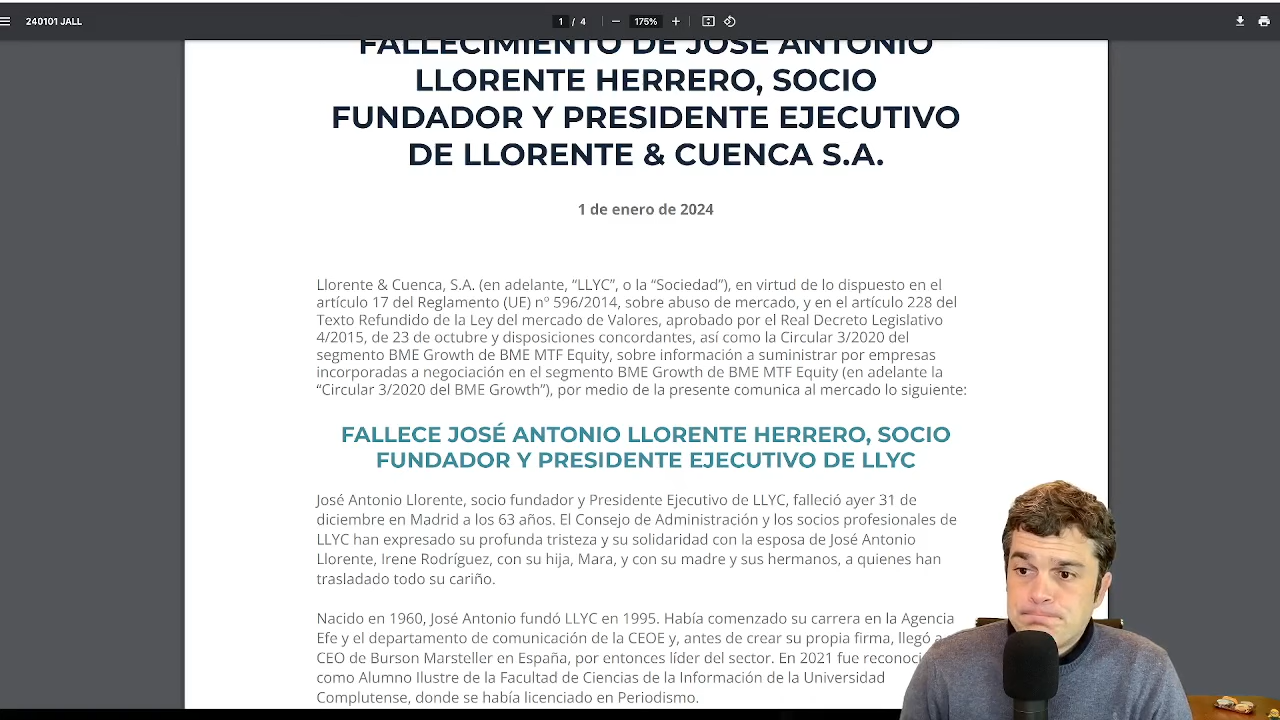 240101 JALL
1 / 4
175%
FALLECIMIENTO DE JOSÉ ANTONIO
LLORENTE HERRERO, SOCIO
FUNDADOR Y PRESIDENTE EJECUTIVO
DE LLORENTE & CUENCA S.A.
1 de enero de 2024
Llorente & Cuenca, S.A. (en adelante, “LLYC”, o la “Sociedad”), en virtud de lo dispuesto en el
artículo 17 del Reglamento (UE) nº 596/2014, sobre abuso de mercado, y en el artículo 228 del
Texto Refundido de la Ley del mercado de Valores, aprobado por el Real Decreto Legislativo
4/2015, de 23 de octubre y disposiciones concordantes, así como la Circular 3/2020 del
segmento BME Growth de BME MTF Equity, sobre información a suministrar por empresas
incorporadas a negociación en el segmento BME Growth de BME MTF Equity (en adelante la
“Circular 3/2020 del BME Growth”), por medio de la presente comunica al mercado lo siguiente:
FALLECE JOSÉ ANTONIO LLORENTE HERRERO, SOCIO
FUNDADOR Y PRESIDENTE EJECUTIVO DE LLYC
José Antonio Llorente, socio fundador y Presidente Ejecutivo de LLYC, falleció ayer 31 de
diciembre en Madrid a los 63 años. El Consejo de Administración y los socios profesionales de
LLYC han expresado su profunda tristeza y su solidaridad con la esposa de José Antonio
Llorente, Irene Rodríguez, con su hija, Mara, y con su madre y sus hermanos, a quienes han
trasladado todo su cariño.
Nacido en 1960, José Antonio fundó LLYC en 1995. Había comenzado su carrera en la Agencia
Efe y el departamento de comunicación de la CEOE y, antes de crear su propia firma, llegó a
CEO de Burson Marsteller en España, por entonces líder del sector. En 2021 fue
como Alumno Ilustre de la Facultad de Ciencias de la Información de la Universidad
Complutense, donde se había licenciado en Periodismo.